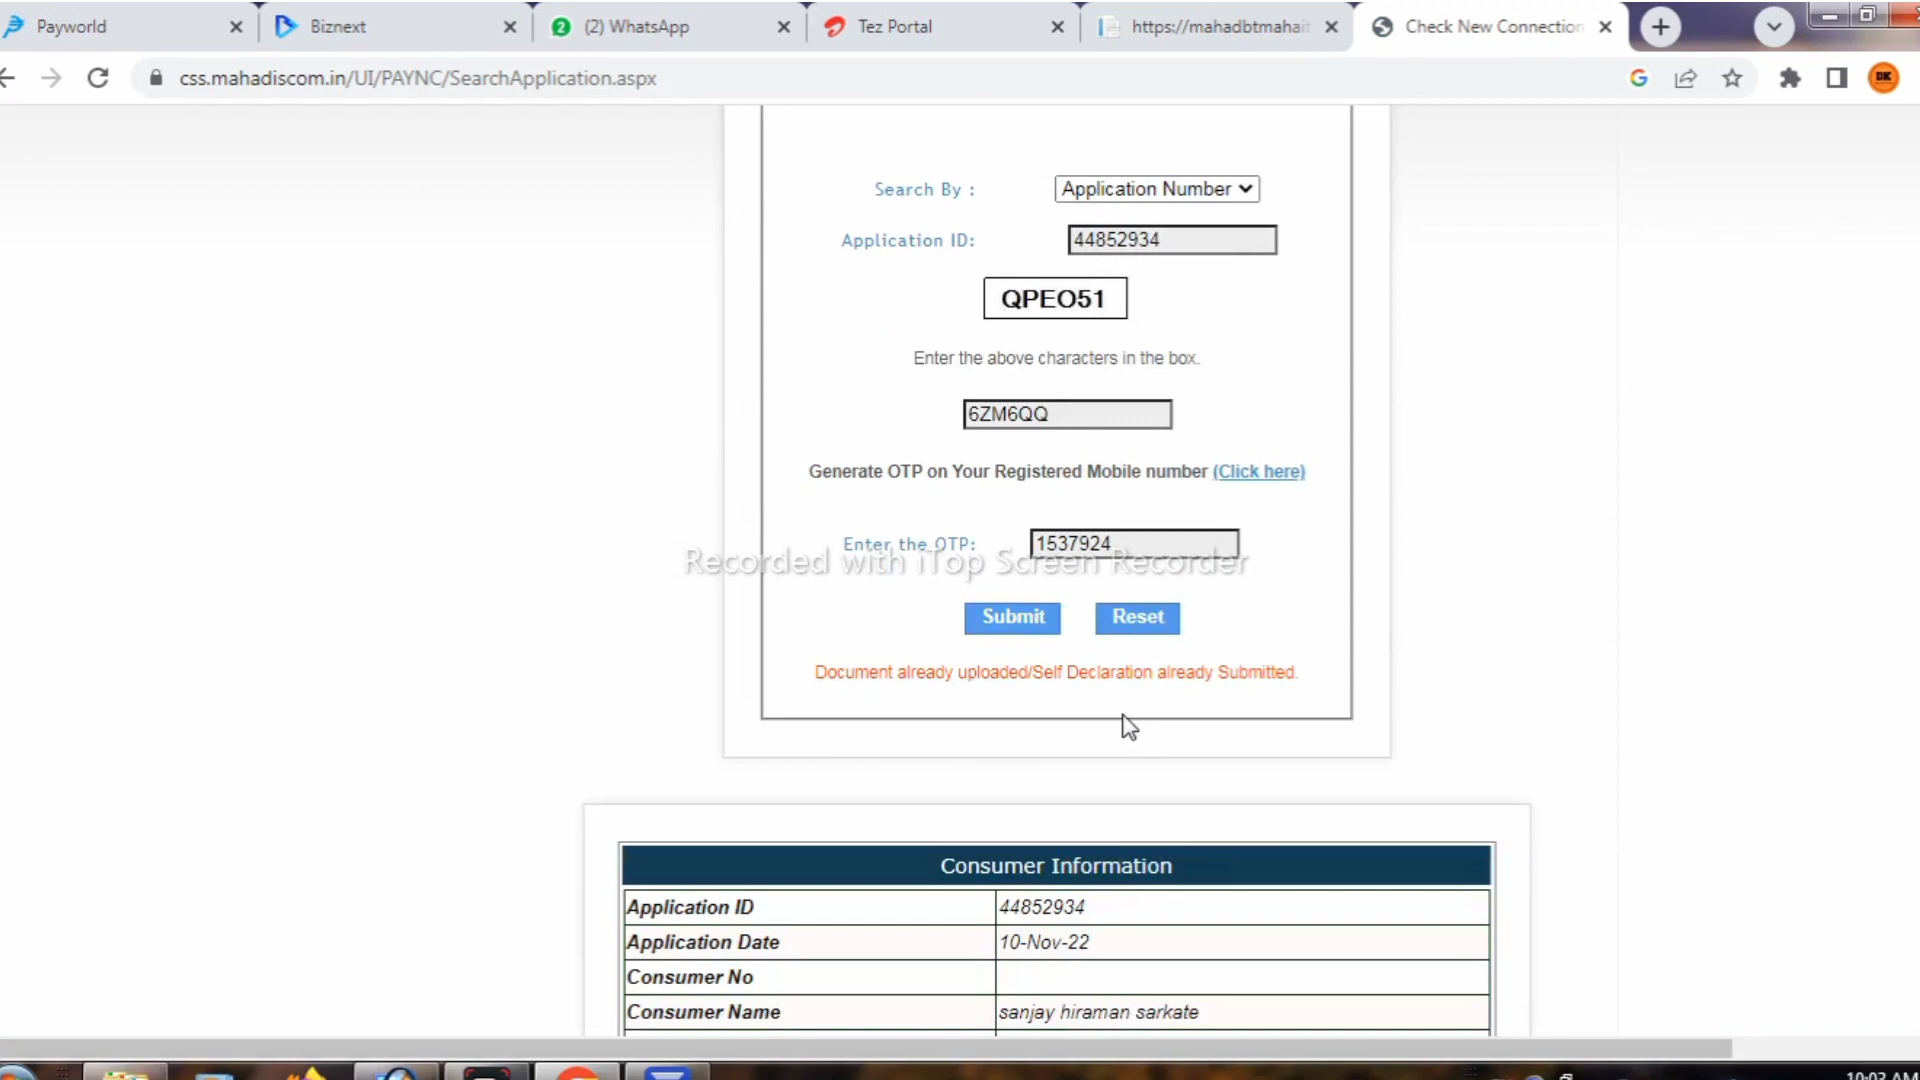 Payworld
Biznext
(2) WhatsApp
Tez Portal
https://mahadbtmahait
Check New Connection
css.mahadiscom.in/UI/PAYNC/SearchApplication.aspx
DK
Search By :
Application Number
Application ID:
44852934
QPEO51
Enter the above characters in the box.
6ZM6QQ
Generate OTP on Your Registered Mobile number (Click here)
Enter the OTP:
1537924
Recorded with iTop Screen Recorder
Submit
Reset
Document already uploaded/Self Declaration already Submitted.
Consumer Information
Application ID 44852934
Application Date 10-Nov-22
Consumer No
Consumer Name sanjay hiraman sarkate
10:03 AM